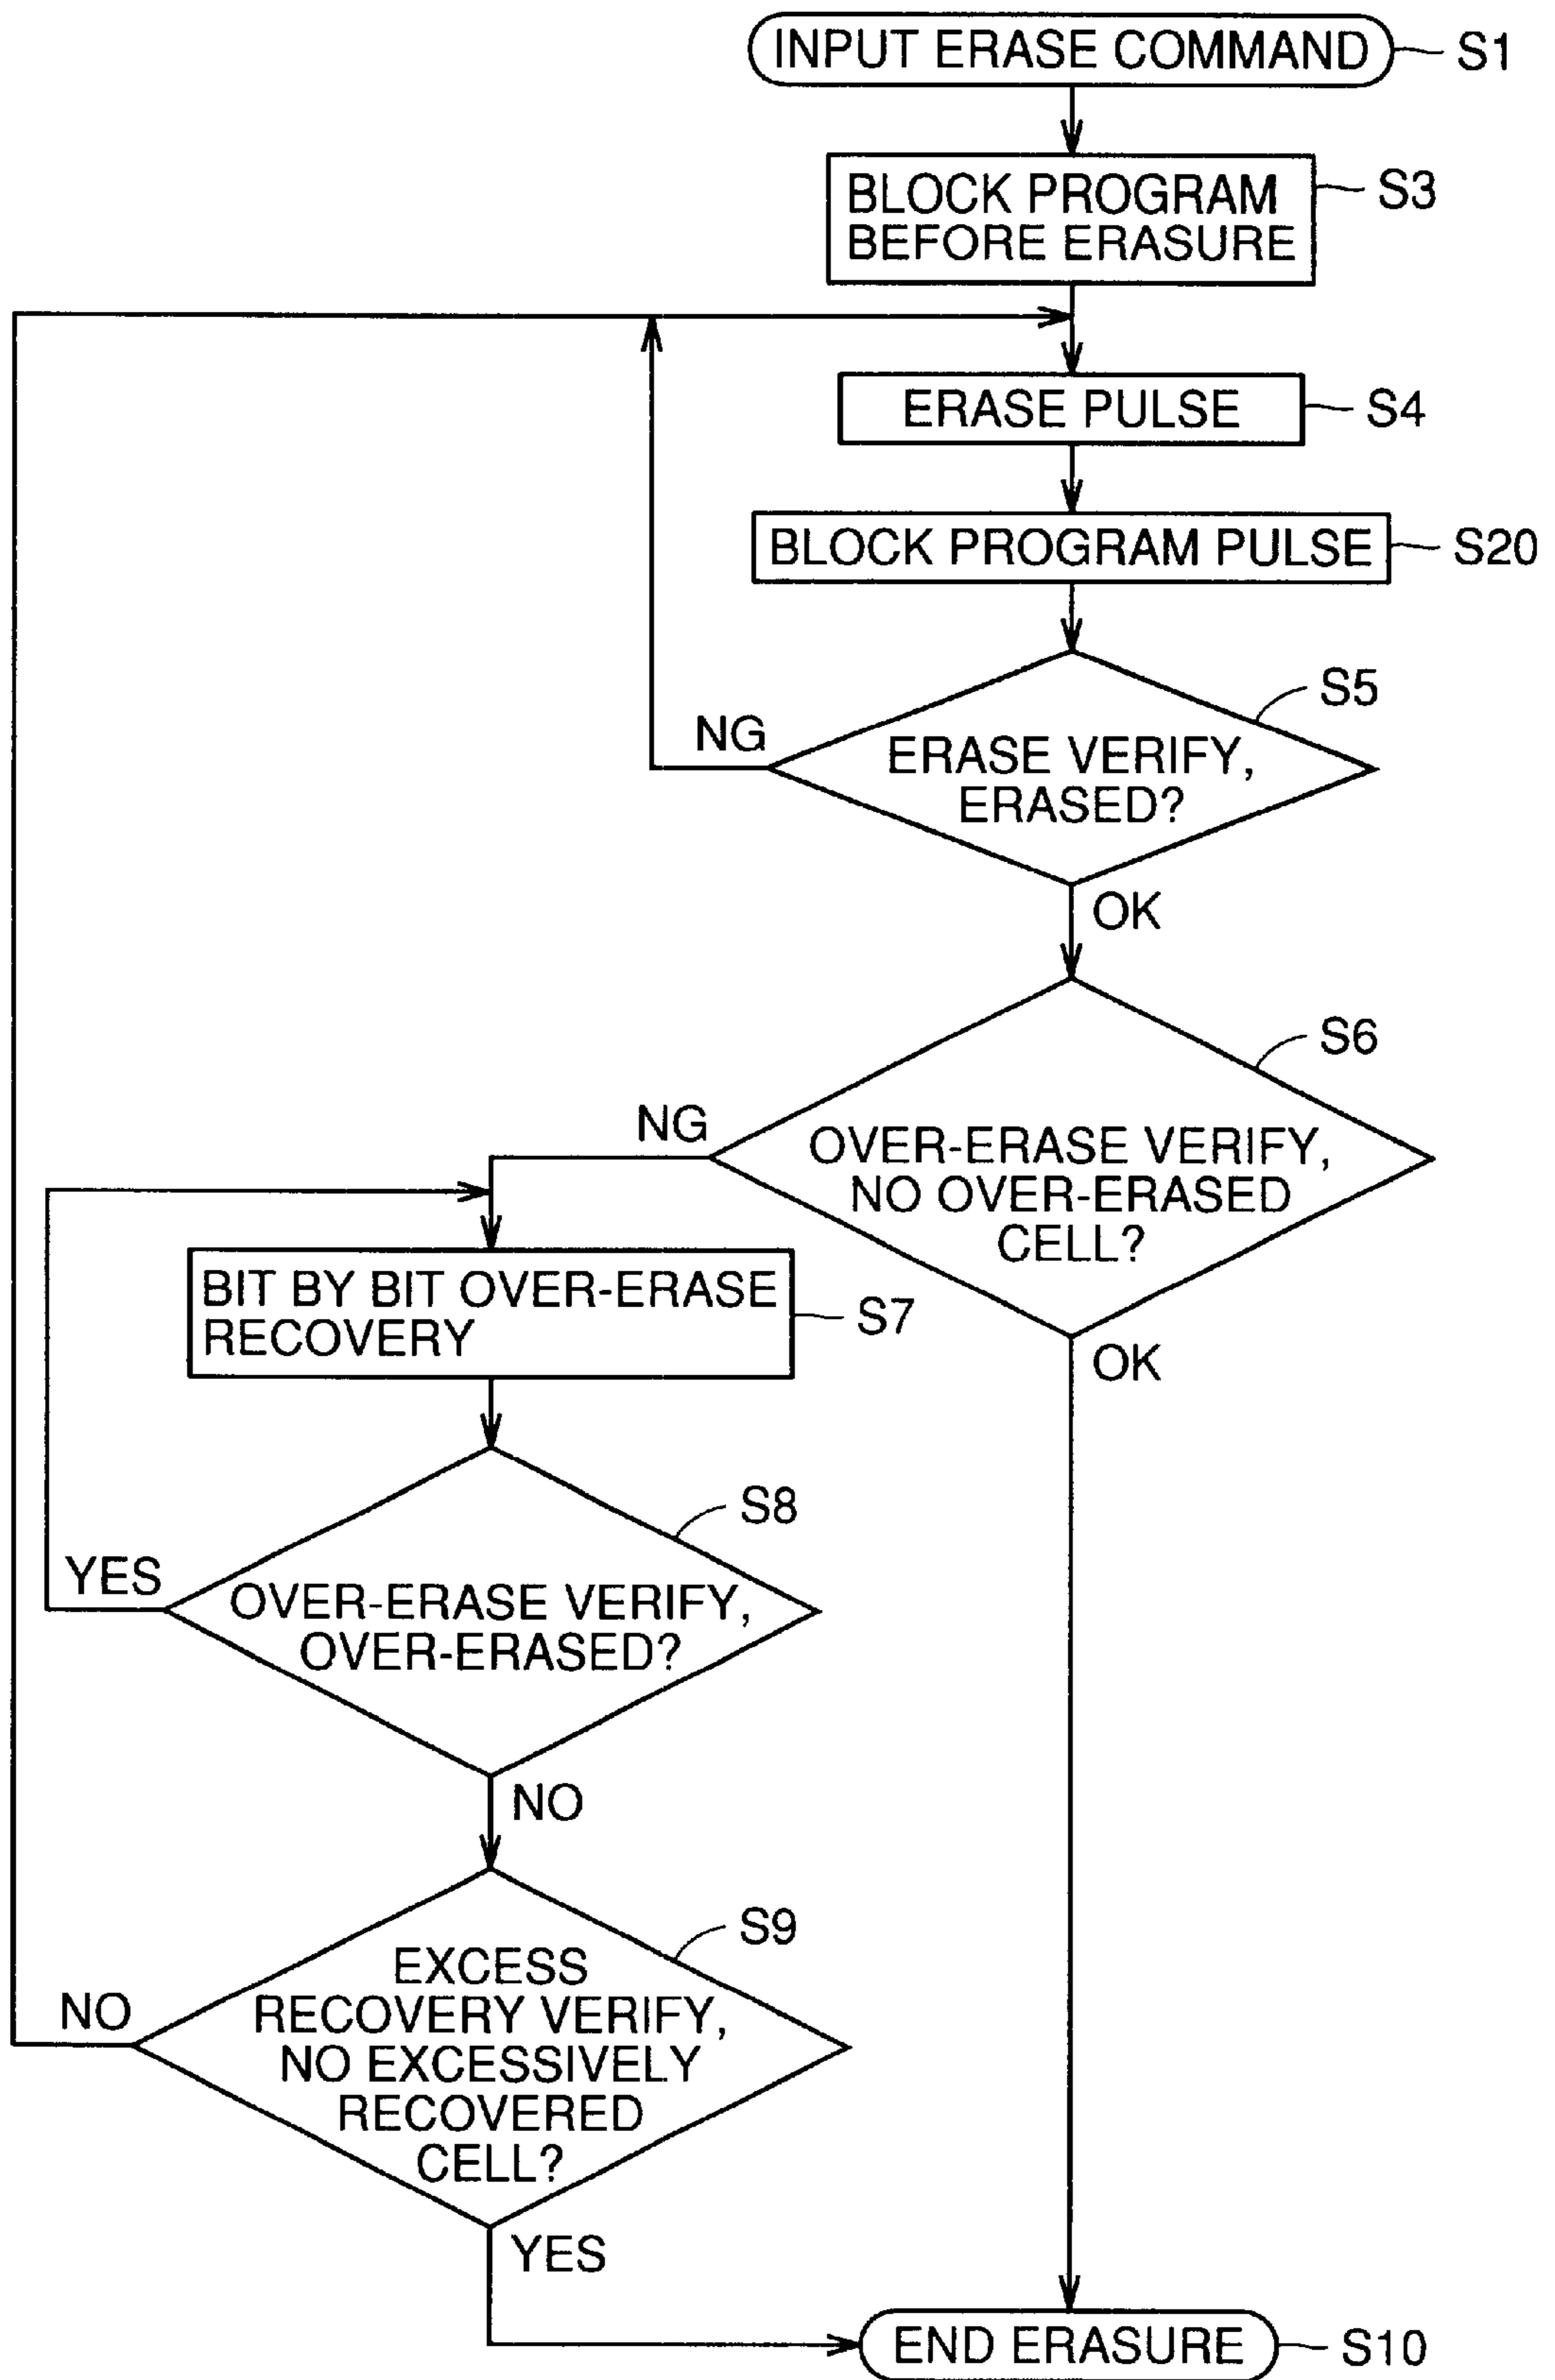 INPUT ERASE COMMAND
S1
BLOCK PROGRAM
BEFORE ERASURE
S3
ERASE PULSE
S4
BLOCK PROGRAM PULSE
S20
S5
NG
ERASE VERIFY,
ERASED?
OK
S6
NG
OVER-ERASE VERIFY,
NO OVER-ERASED
CELL?
OK
BIT BY BIT OVER-ERASE
RECOVERY
S7
S8
YES
OVER-ERASE VERIFY,
OVER-ERASED?
NO
S9
NO
EXCESS
RECOVERY VERIFY,
NO EXCESSIVELY
RECOVERED
CELL?
YES
END ERASURE
S10